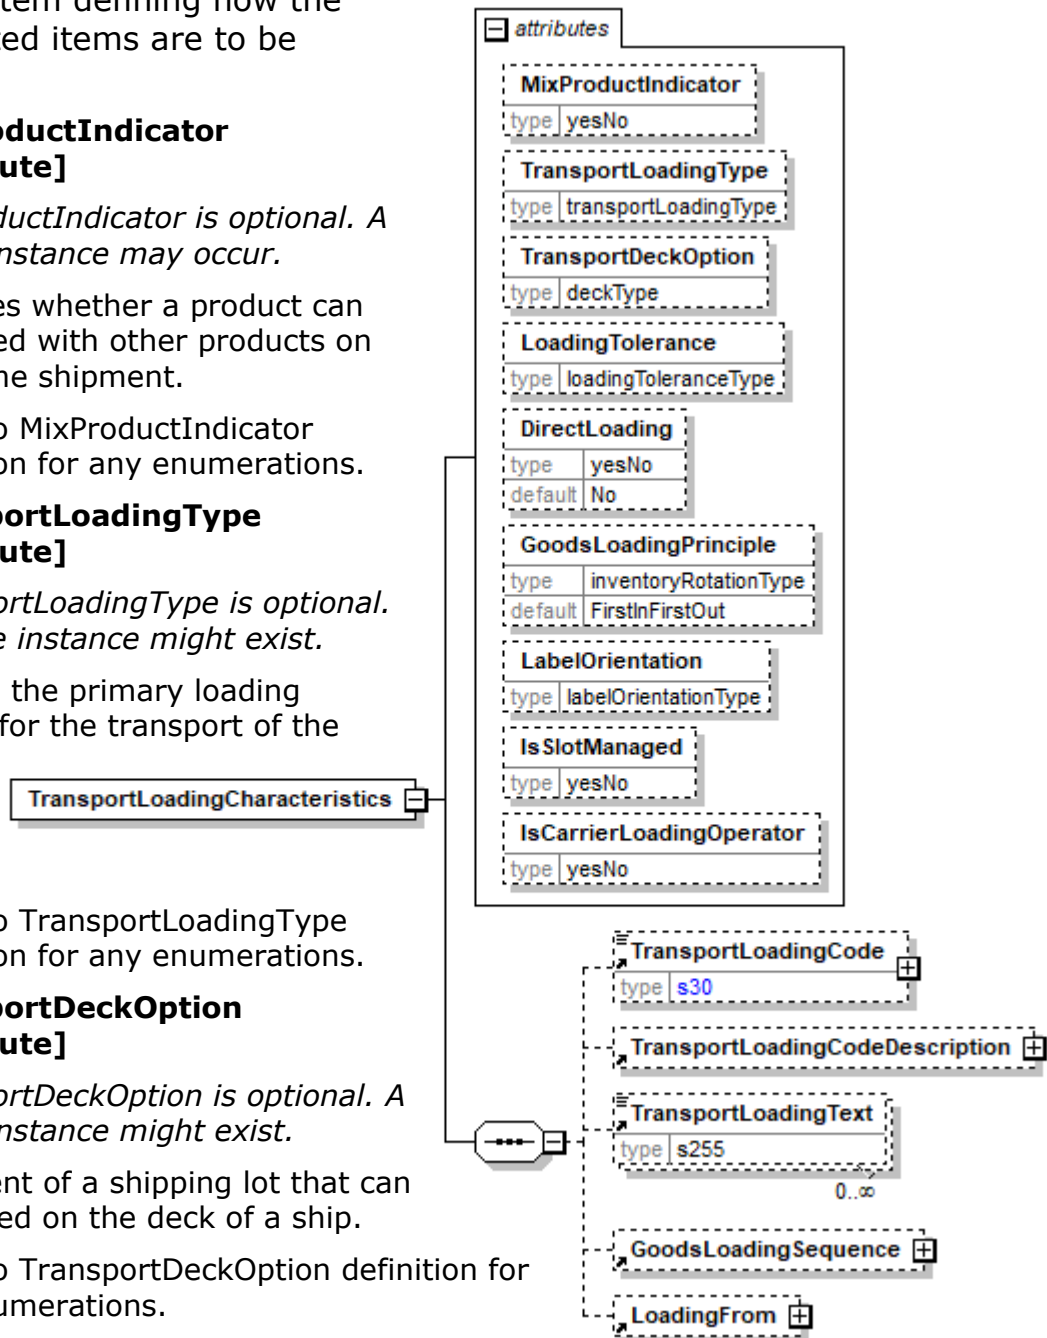 tem defining how the
ted items are to be
oductIndicator
ute]
ductIndicator is optional. A
nstance may occur.
es whether a product can
ed with other products on
ne shipment.
o MixProductIndicator
on for any enumerations.
portLoadingType
ute]
ortLoadingType is optional.
e instance might exist.
the primary loading
for the transport of the
o TransportLoadingType
on for any enumerations.
portDeckOption
ute]
ortDeckOption is optional. A
nstance might exist.
ent of a shipping lot that can
ed on the deck of a ship.
o TransportDeckOption definition for
umerations.
TransportLoadingCharacteristics
attributes
MixProductIndicator
type yesNo
TransportLoadingType
type transportLoadingType
TransportDeckOption
type deckType
LoadingTolerance
type loadingToleranceType
DirectLoading
type yesNo
default No
GoodsLoadingPrinciple
type inventoryRotationType
default FirstInFirstOut
LabelOrientation
type labelOrientationType
IsSlotManaged
type yesNo
IsCarrierLoadingOperator
type yesNo
TransportLoadingCode
type s30
TransportLoadingCodeDescription
TransportLoadingText
type s255
0..∞
GoodsLoadingSequence
LoadingFrom